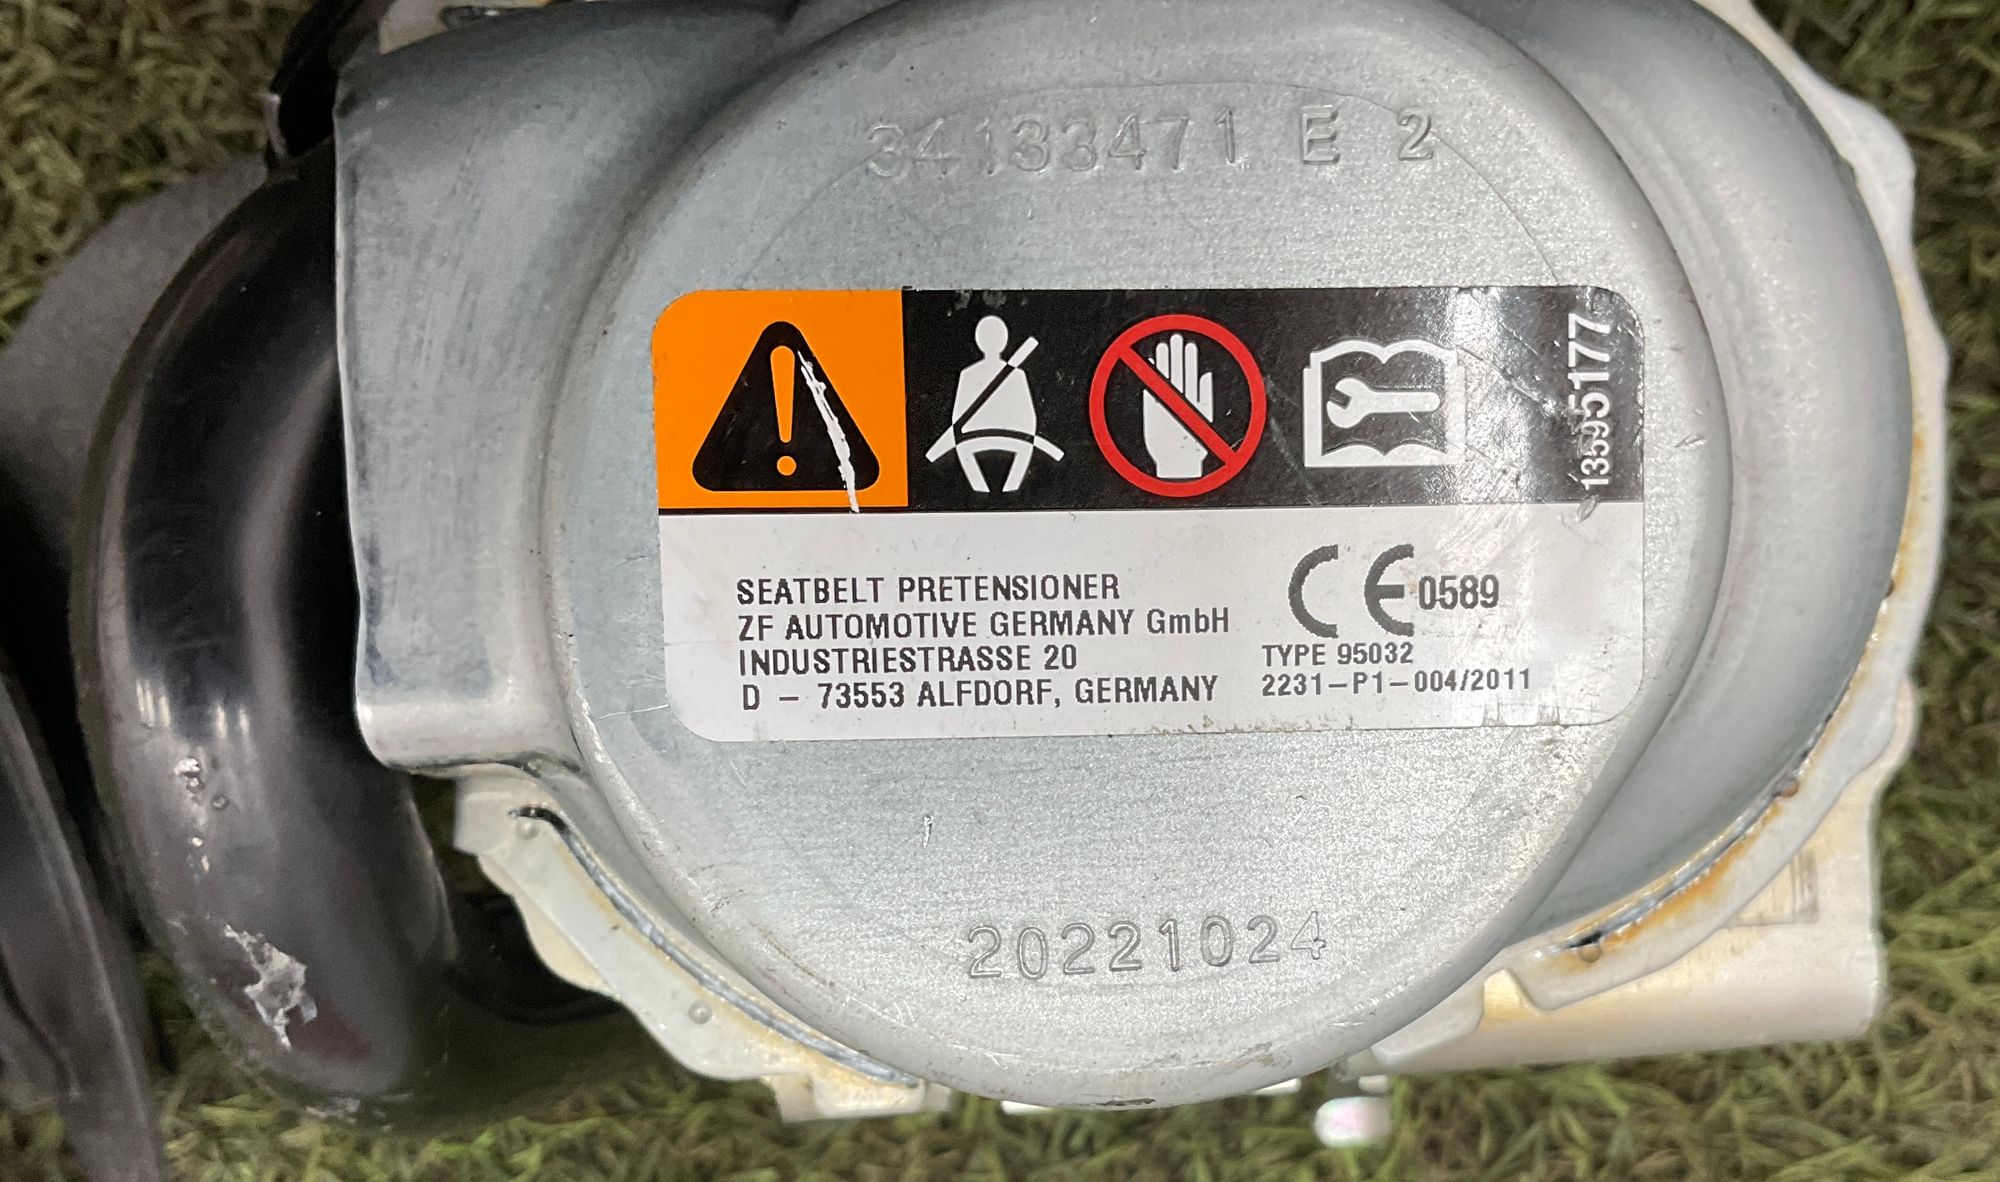 34133471 E 2
13595177
SEATBELT PRETENSIONER
ZF AUTOMOTIVE GERMANY GmbH
INDUSTRIESTRASSE 20
D - 73553 ALFDORF, GERMANY
CE 0589
TYPE 95032
2231-P1-004/2011
20221024